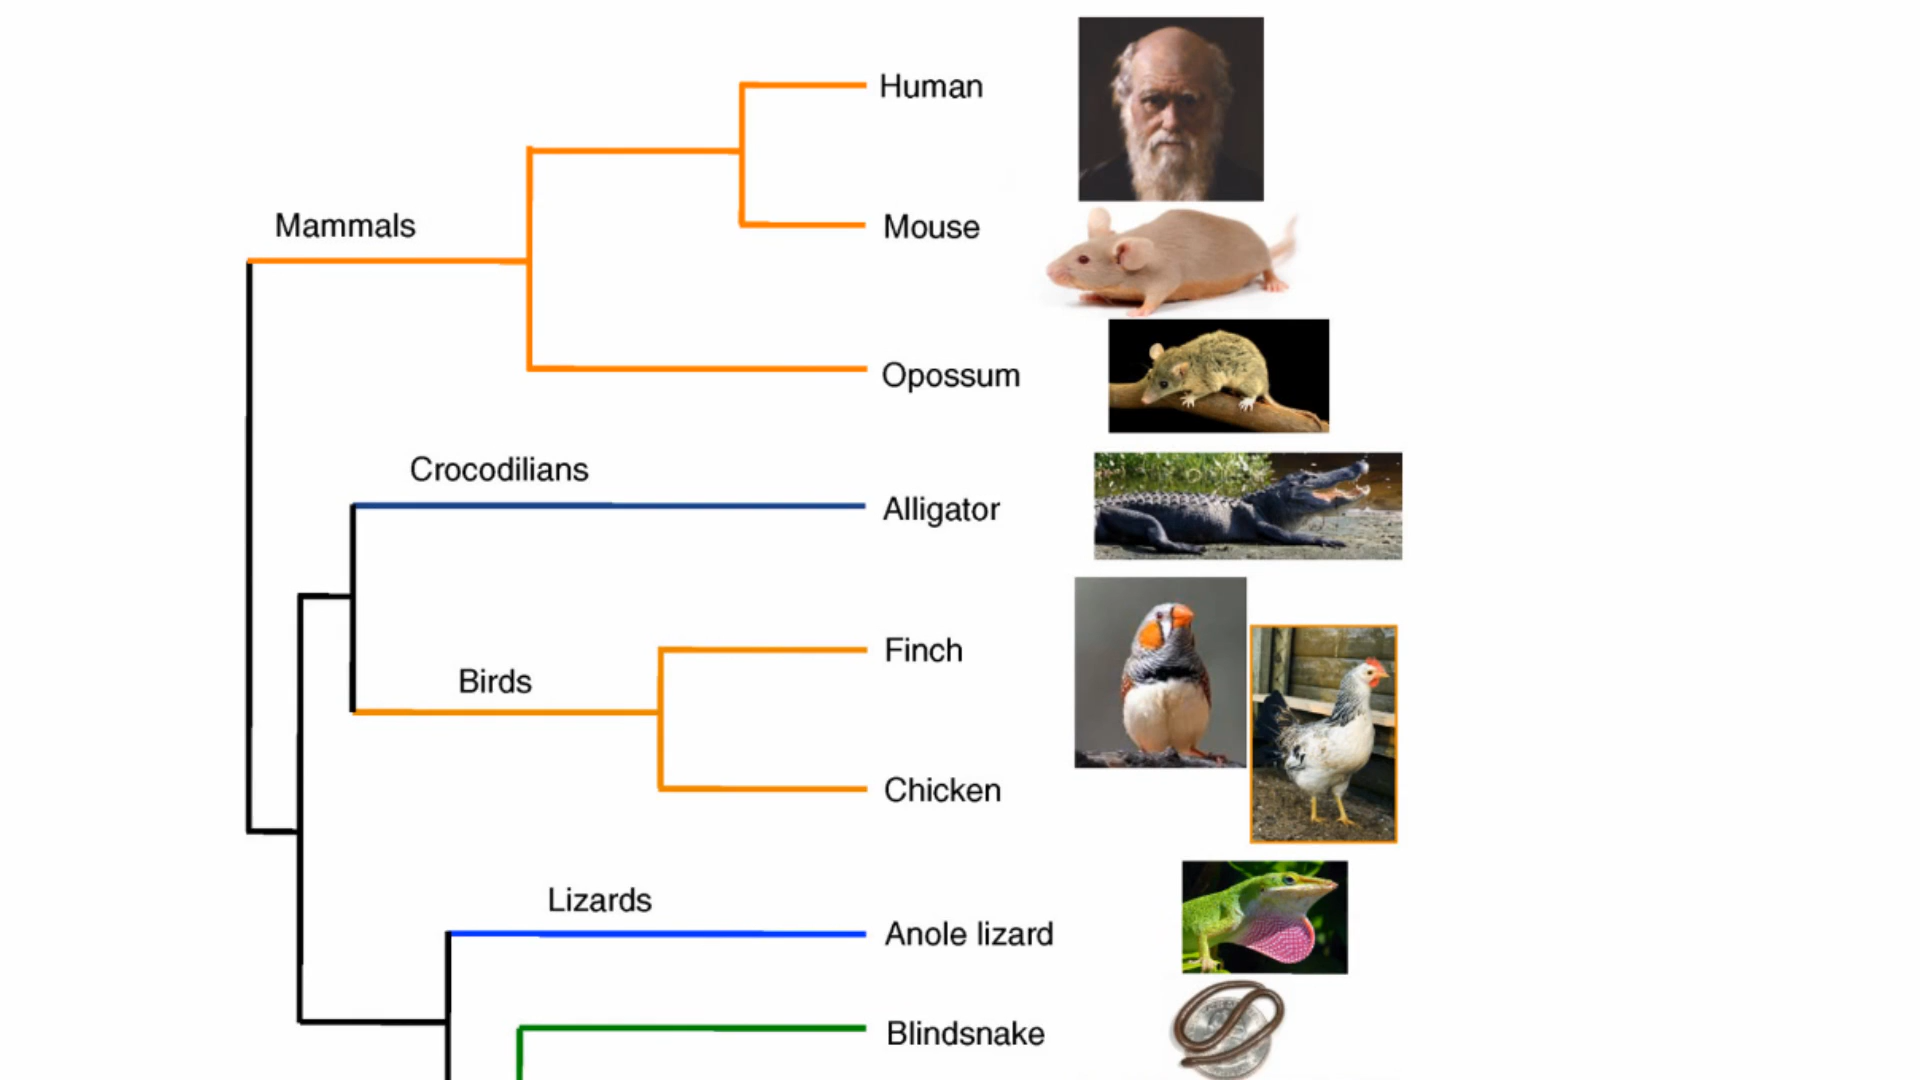 Human
Mammals
Mouse
Opossum
Crocodilians
Alligator
Finch
Birds
Chicken
Lizards
Anole lizard
Blindsnake